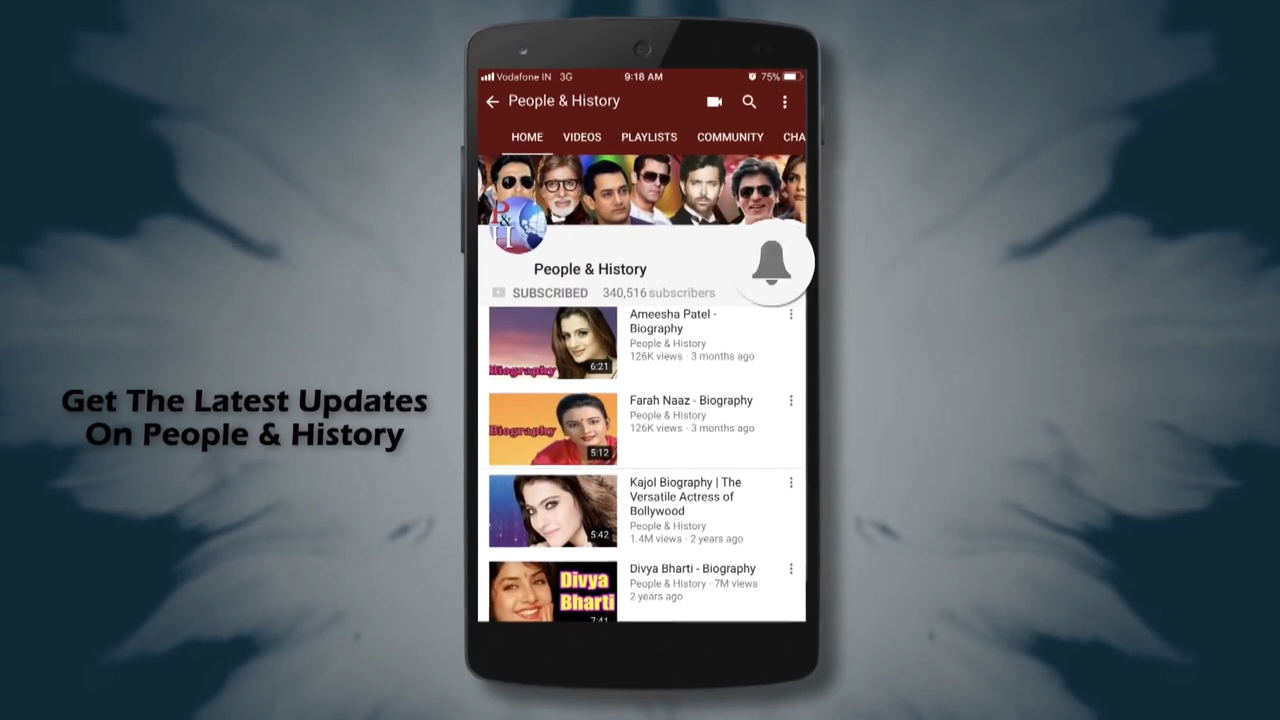 Vodafone IN 3G 9:18 AM 75%
People & History
HOME VIDEOS PLAYLISTS COMMUNITY CHA
P
&
H
People & History
SUBSCRIBED 340,516 subscribers
Ameesha Patel -
Biography
People & History
126K views · 3 months ago
Biography
6:21
Farah Naaz - Biography
People & History
126K views · 3 months ago
Biography
5:12
Kajol Biography | The
Versatile Actress of
Bollywood
People & History
1.4M views · 2 years ago
5:42
Divya Bharti - Biography
People & History · 7M views
2 years ago
Divya
Bharti
7:41
Get The Latest Updates
On People & History